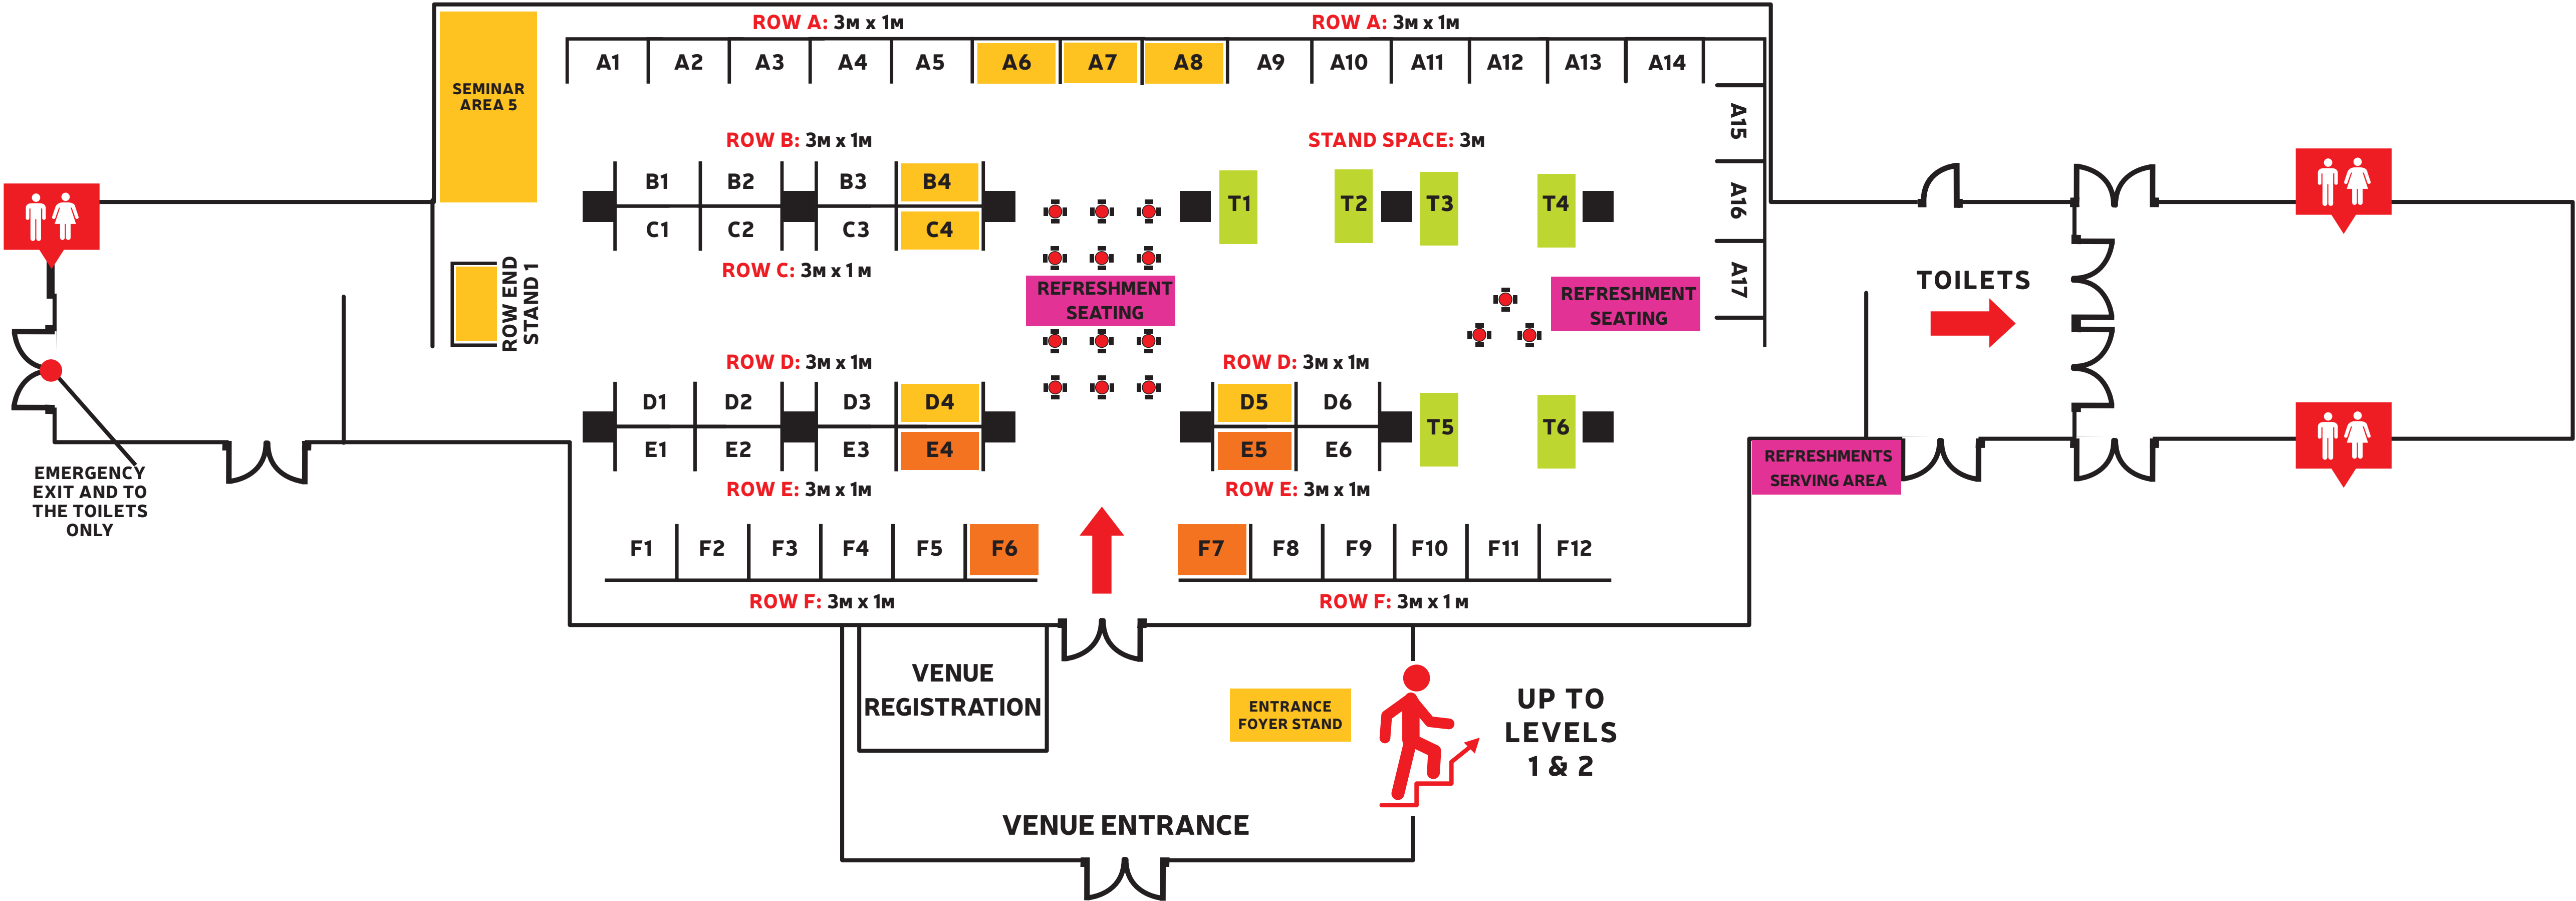 ROW A: 3M x 1M
ROW A: 3M x 1M
SEMINAR
AREA 5
A1 A2 A3 A4 A5 A6 A7 A8 A9 A10 A11 A12 A13 A14
A15
A16
A17
ROW B: 3M x 1M
STAND SPACE: 3M
B1 B2 B3 B4
C1 C2 C3 C4
T1 T2 T3 T4
ROW C: 3M x 1M
ROW END
STAND 1
REFRESHMENT
SEATING
REFRESHMENT
SEATING
TOILETS
ROW D: 3M x 1M
ROW D: 3M x 1M
D1 D2 D3 D4 D5 D6
E1 E2 E3 E4 E5 E6
T5 T6
ROW E: 3M x 1M
ROW E: 3M x 1M
REFRESHMENTS
SERVING AREA
EMERGENCY
EXIT AND TO
THE TOILETS
ONLY
F1 F2 F3 F4 F5 F6 F7 F8 F9 F10 F11 F12
ROW F: 3M x 1M
ROW F: 3M x 1M
VENUE
REGISTRATION
ENTRANCE
FOYER STAND
UP TO
LEVELS
1 & 2
VENUE ENTRANCE